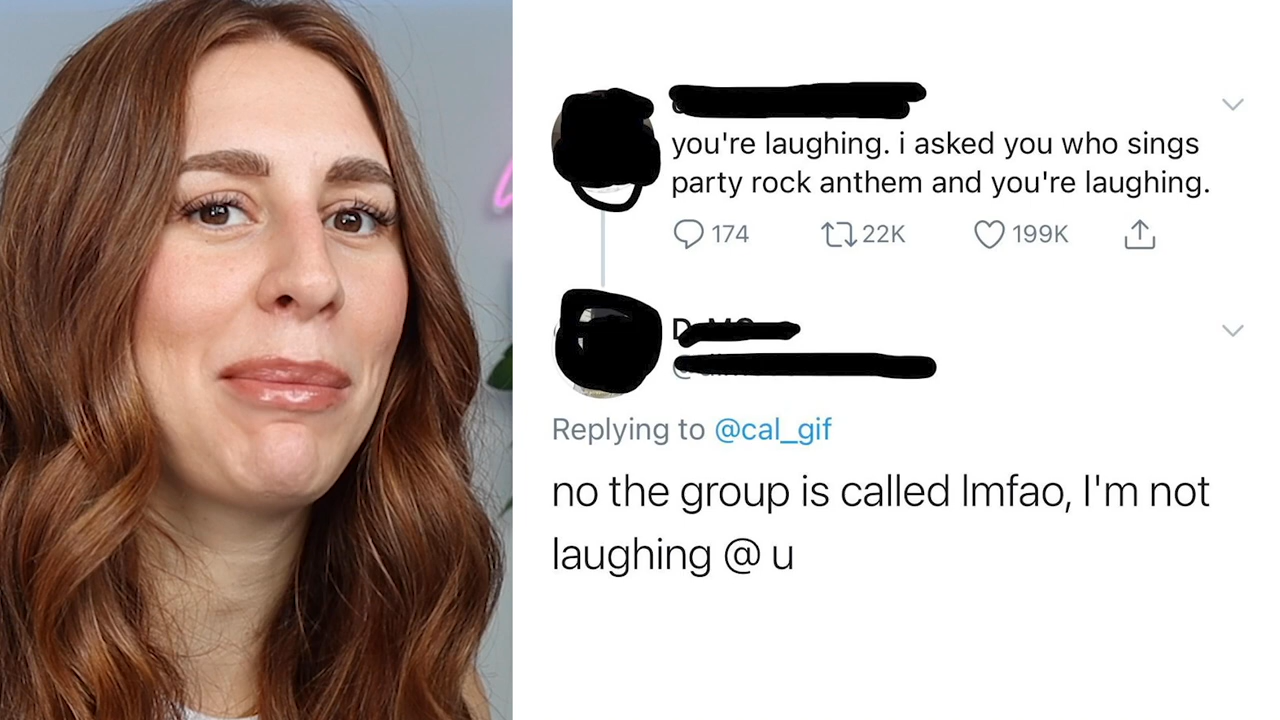 you're laughing. i asked you who sings
party rock anthem and you're laughing.
174 22K 199K
Replying to @cal_gif
no the group is called lmfao, I'm not
laughing @ u